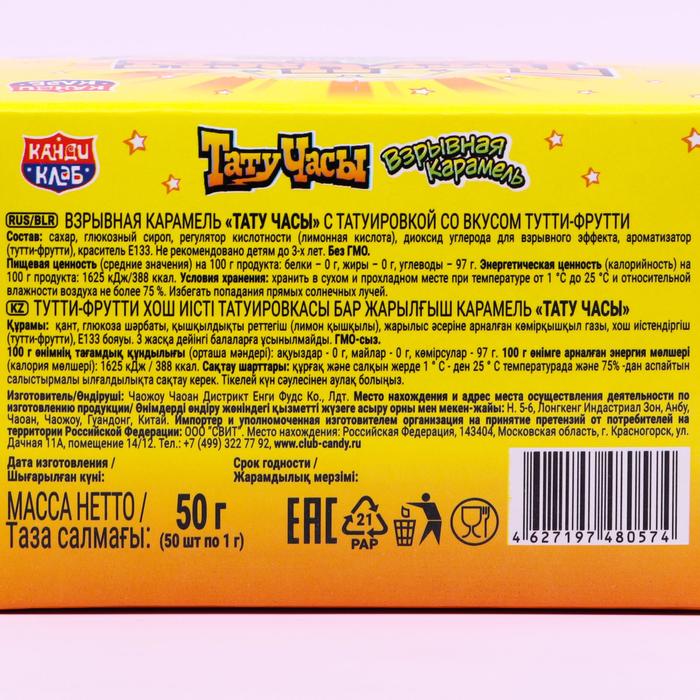 КАНДИ КЛАБ
КАНДИ
КЛАБ
ТАТУ ЧАСЫ
ВЗРЫВНАЯ
КАРАМЕЛЬ
RUS/BLR ВЗРЫВНАЯ КАРАМЕЛЬ «ТАТУ ЧАСЫ» С ТАТУИРОВКОЙ СО ВКУСОМ ТУТТИ-ФРУТТИ
Состав: сахар, глюкозный сироп, регулятор кислотности (лимонная кислота), диоксид углерода для взрывного эффекта, ароматизатор
(тутти-фрутти), краситель Е133. Не рекомендовано детям до 3-х лет. Без ГМО.
Пищевая ценность (средние значения) на 100 г продукта: белки – 0 г, жиры – 0 г, углеводы – 97 г. Энергетическая ценность (калорийность) на
100 г продукта: 1625 кДж/388 ккал. Условия хранения: хранить в сухом и прохладном месте при температуре от 1 °С до 25 °С и относительной
влажности воздуха не более 75 %. Избегать попадания прямых солнечных лучей.
KZ ТУТТИ-ФРУТТИ ХОШ ИІСТІ ТАТУИРОВКАСЫ БАР ЖАРЫЛҒЫШ КАРАМЕЛЬ «ТАТУ ЧАСЫ»
Құрамы: қант, глюкоза шәрбаты, қышқылдықты реттегіш (лимон қышқылы), жарылыс әсеріне арналған көмірқышқыл газы, хош иістендіргіш
(тутти-фрутти), Е133 бояуы. 3 жасқа дейінгі балаларға ұсынылмайды. ГМО-сыз.
100 г өнімнің тағамдық құндылығы (орташа мәндері): ақуыздар - 0 г, майлар - 0 г, көмірсулар - 97 г. 100 г өнімге арналған энергия мөлшері
(калория мөлшері): 1625 кДж / 388 ккал. Сақтау шарттары: құрғақ және салқын жерде 1 ° С - ден 25 ° С температурада және 75% -дан аспайтын
салыстырмалы ылғалдылықта сақтау керек. Тікелей күн сәулесінен аулақ болыңыз.
Изготовитель/Өндіруші: Чаожоу Чаоан Дистрикт Енги Фудс Ко., Лдт. Место нахождения и адрес места осуществления деятельности по
изготовлению продукции/ Өнімдерді өндіру жөніндегі қызметті жүзеге асыру орны мен мекен-жайы: Н. 5-6, Лонгкенг Индастриал Зон, Анбу,
Чаоан, Чаожоу, Гуандонг, Китай. Импортер и уполномоченная изготовителем организация на принятие претензий от потребителей на
территории Российской Федерации: ООО "СВИТ". Место нахождения: Российская Федерация, 143404, Московская область, г. Красногорск, ул.
Дачная 11А, помещение 14/12. Тел.: +7 (499) 322 77 92, www.club-candy.ru
Дата изготовления /
Шығарылған күні:
Срок годности /
Жарамдылық мерзімі:
МАССА НЕТТО /
Таза салмағы:
50 г
(50 шт по 1 г)
EAC
21
PAP
4 627197 480574